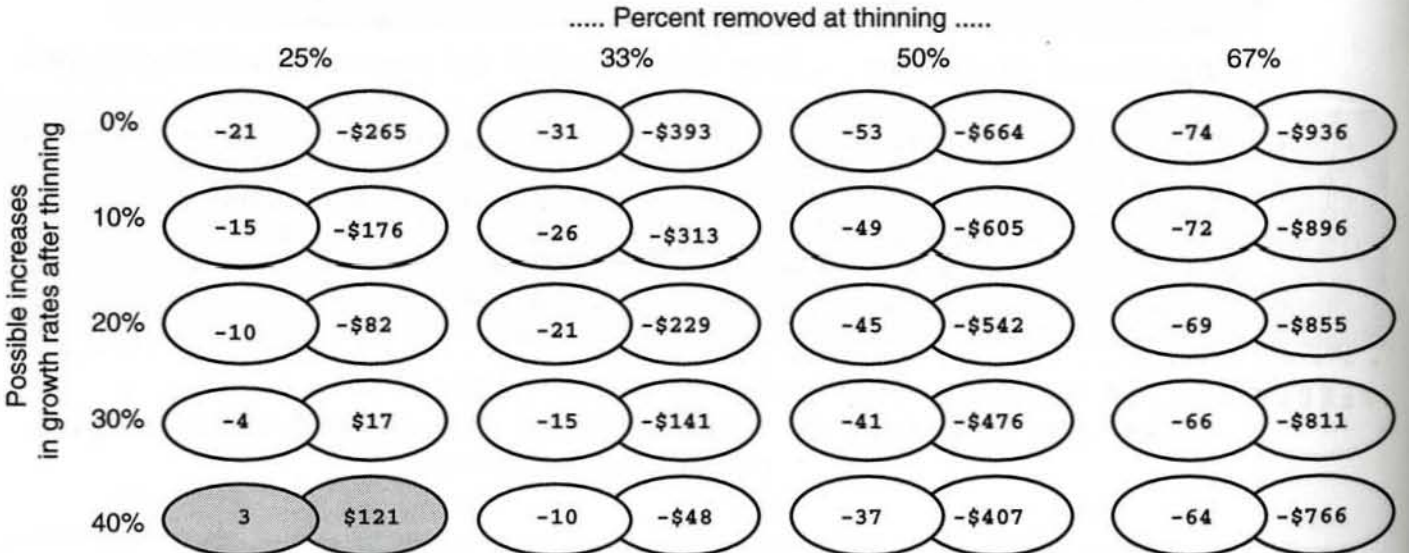 ..... Percent removed at thinning .....
25% 33% 50% 67%
Possible increases
in growth rates after thinning
0% -21 -$265 -31 -$393 -53 -$664 -74 -$936
10% -15 -$176 -26 -$313 -49 -$605 -72 -$896
20% -10 -$82 -21 -$229 -45 -$542 -69 -$855
30% -4 $17 -15 -$141 -41 -$476 -66 -$811
40% 3 $121 -10 -$48 -37 -$407 -64 -$766